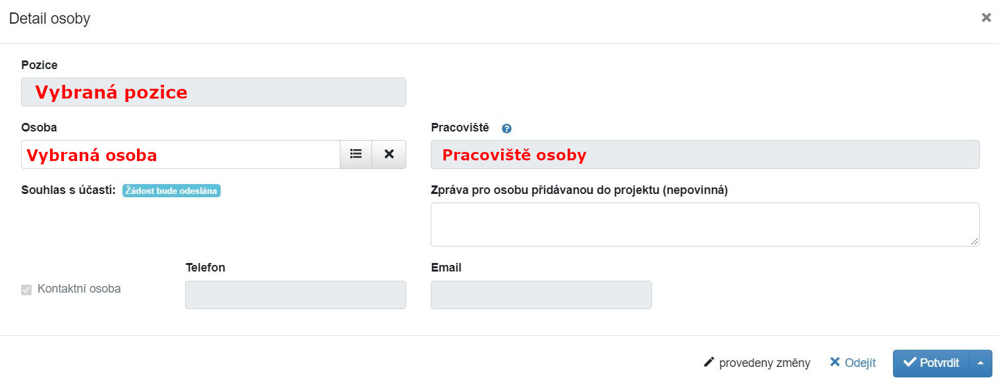 Detail osoby
Pozice
Vybraná pozice
Osoba
Pracoviště
Vybraná osoba
Pracoviště osoby
Souhlas s účastí: Žádost bude odeslána
Zpráva pro osobu přidávanou do projektu (nepovinná)
Telefon
Email
Kontaktní osoba
provedeny změny
Odejít
Potvrdit